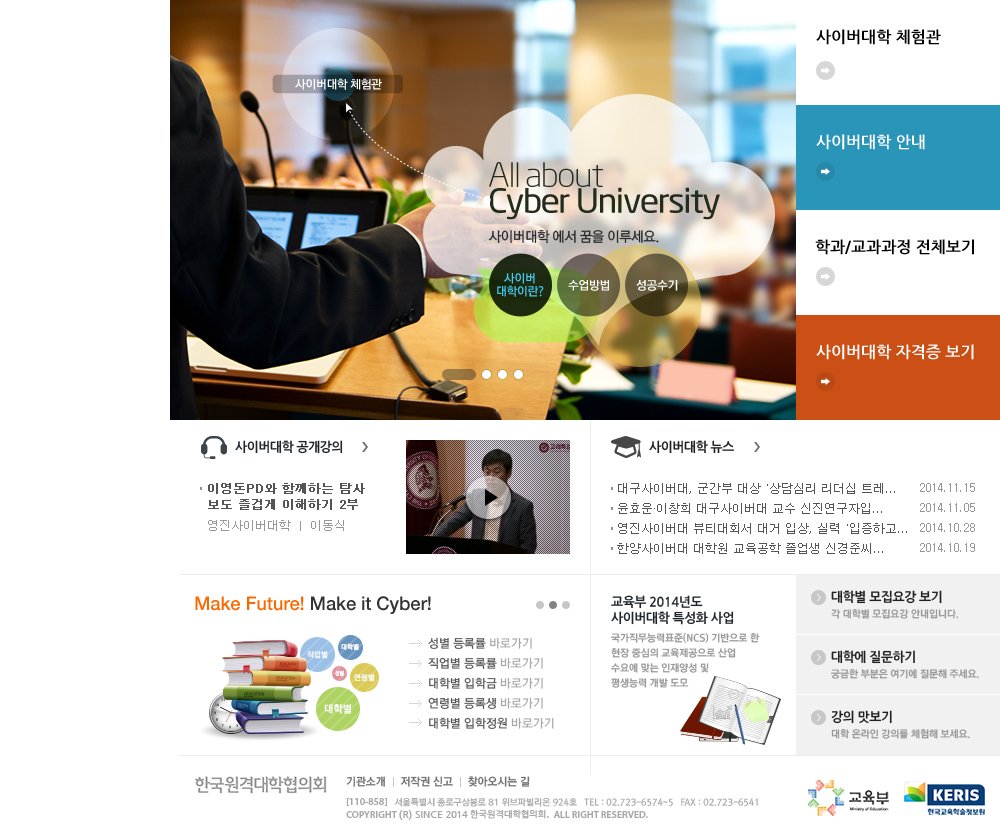 사이버대학 체험관
All about
Cyber University
사이버대학 에서 꿈을 이루세요.
사이버
대학이란?
수업방법
성공수기
사이버대학 체험관
사이버대학 안내
학과/교과과정 전체보기
사이버대학 자격증 보기
사이버대학 공개강의
이영돈PD와 함께하는 탐사
보도 즐겁게 이해하기 2부
영진사이버대학 | 이동식
사이버대학 뉴스
대구사이버대, 군간부 대상 '상담심리 리더십 트레... 2014.11.15
윤효운·이창희 대구사이버대 교수 신진연구자입... 2014.11.05
영진사이버대 뷰티대회서 대거 입상, 실력 '입증하고... 2014.10.28
한양사이버대 대학원 교육공학 졸업생 신경준씨... 2014.10.19
Make Future! Make it Cyber!
직업별
대학별
성별
연령별
대학별
성별 등록률 바로가기
직업별 등록률 바로가기
대학별 입학금 바로가기
연령별 등록생 바로가기
대학별 입학정원 바로가기
교육부 2014년도
사이버대학 특성화 사업
국가직무능력표준(NCS) 기반으로 한
현장 중심의 교육제공으로 산업
수요에 맞는 인재양성 및
평생능력 개발 도모
대학별 모집요강 보기
각 대학별 모집요강 안내입니다.
대학에 질문하기
궁금한 부분은 여기에 질문해 주세요.
강의 맛보기
대학 온라인 강의를 체험해 보세요.
한국원격대학협의회
기관소개 | 저작권 신고 | 찾아오시는 길
[110-858] 서울특별시 종로구삼봉로 81 위브파빌리온 924호 TEL : 02.723-6574~5 FAX : 02.723-6541
COPYRIGHT (R) SINCE 2014 한국원격대학협의회. ALL RIGHT RESERVED.
교육부
Ministry of Education
KERIS
한국교육학술정보원